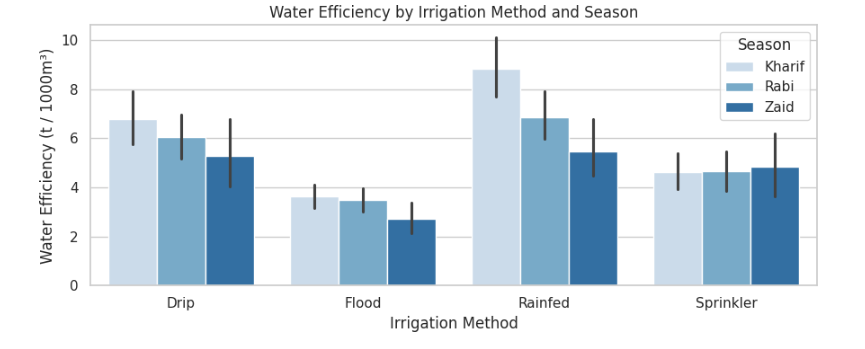 Water Efficiency by Irrigation Method and Season
Water Efficiency (t / 1000m³)
10
8
6
4
2
0
Season
Kharif
Rabi
Zaid
Drip
Flood
Rainfed
Sprinkler
Irrigation Method